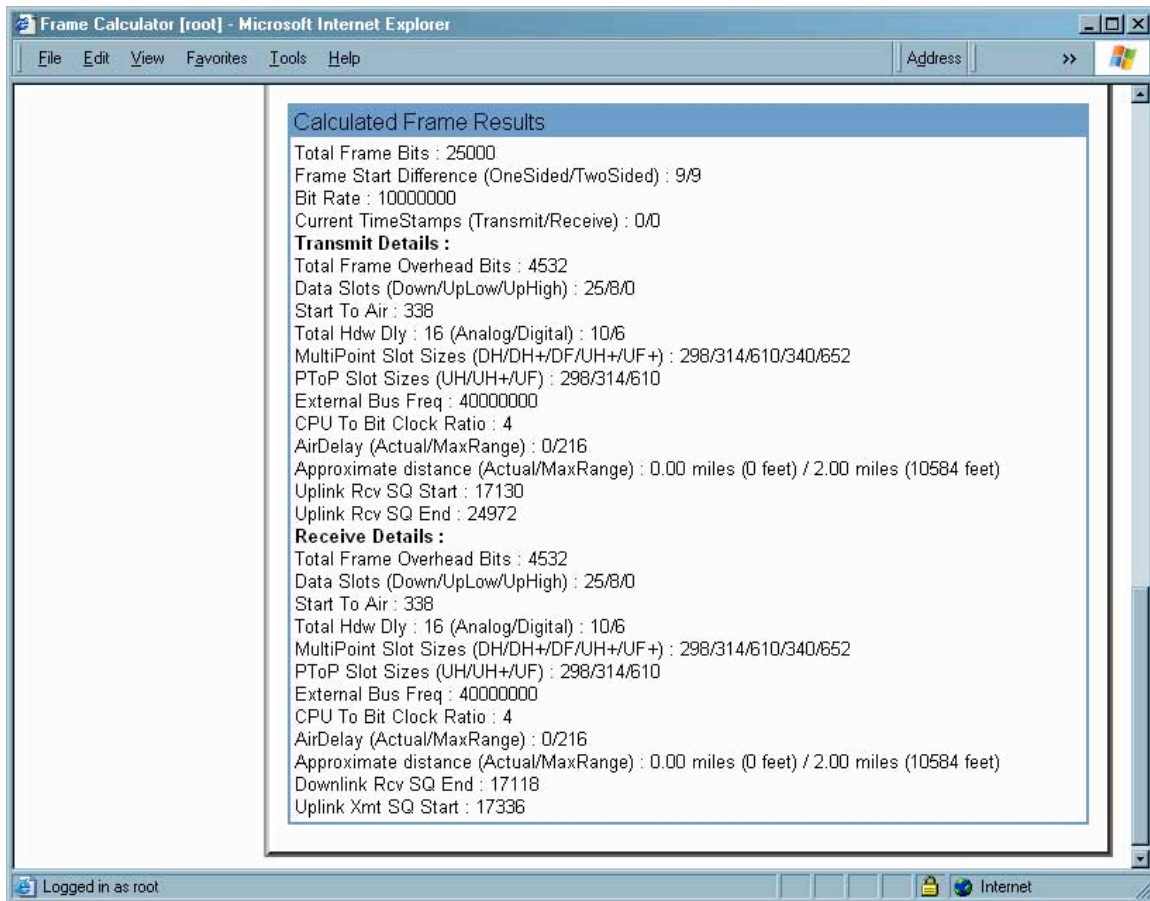 Frame Calculator [root] - Microsoft Internet Explorer
File Edit View Favorites Tools Help Address »
Calculated Frame Results
Total Frame Bits : 25000
Frame Start Difference (OneSided/TwoSided) : 9/9
Bit Rate : 10000000
Current TimeStamps (Transmit/Receive) : 0/0
Transmit Details :
Total Frame Overhead Bits : 4532
Data Slots (Down/UpLow/UpHigh) : 25/8/0
Start To Air : 338
Total Hdw Dly : 16 (Analog/Digital) : 10/6
MultiPoint Slot Sizes (DH/DH+/DF/UH+/UF+) : 298/314/610/340/652
PToP Slot Sizes (UH/UH+/UF) : 298/314/610
External Bus Freq : 40000000
CPU To Bit Clock Ratio : 4
AirDelay (Actual/MaxRange) : 0/216
Approximate distance (Actual/MaxRange) : 0.00 miles (0 feet) / 2.00 miles (10584 feet)
Uplink Rcv SQ Start : 17130
Uplink Rcv SQ End : 24972
Receive Details :
Total Frame Overhead Bits : 4532
Data Slots (Down/UpLow/UpHigh) : 25/8/0
Start To Air : 338
Total Hdw Dly : 16 (Analog/Digital) : 10/6
MultiPoint Slot Sizes (DH/DH+/DF/UH+/UF+) : 298/314/610/340/652
PToP Slot Sizes (UH/UH+/UF) : 298/314/610
External Bus Freq : 40000000
CPU To Bit Clock Ratio : 4
AirDelay (Actual/MaxRange) : 0/216
Approximate distance (Actual/MaxRange) : 0.00 miles (0 feet) / 2.00 miles (10584 feet)
Downlink Rcv SQ End : 17118
Uplink Xmt SQ Start : 17336
Logged in as root Internet